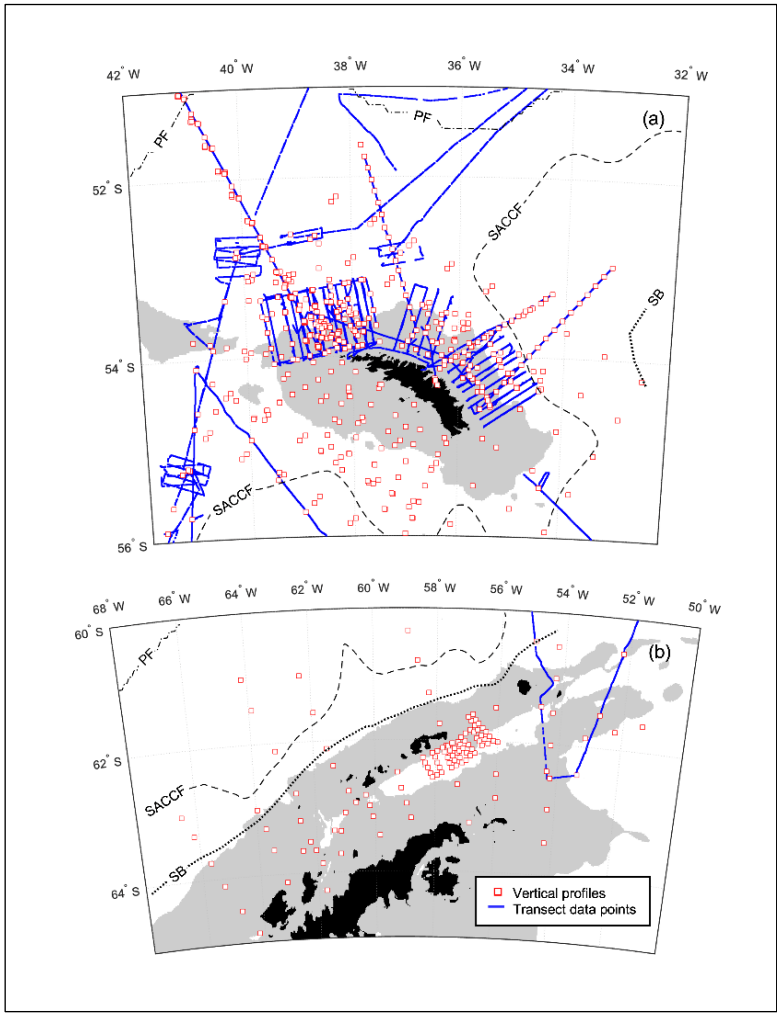 42° W 40° W 38° W 36° W 34° W 32° W
(a)
PF PF
52° S
SACCF
SB
54° S
SACCF
56° S
68° W 66° W 64° W 62° W 60° W 58° W 56° W 54° W 52° W 50° W
60° S
(b)
PF
62° S
SACCF
SB
64° S
Vertical profiles
Transect data points